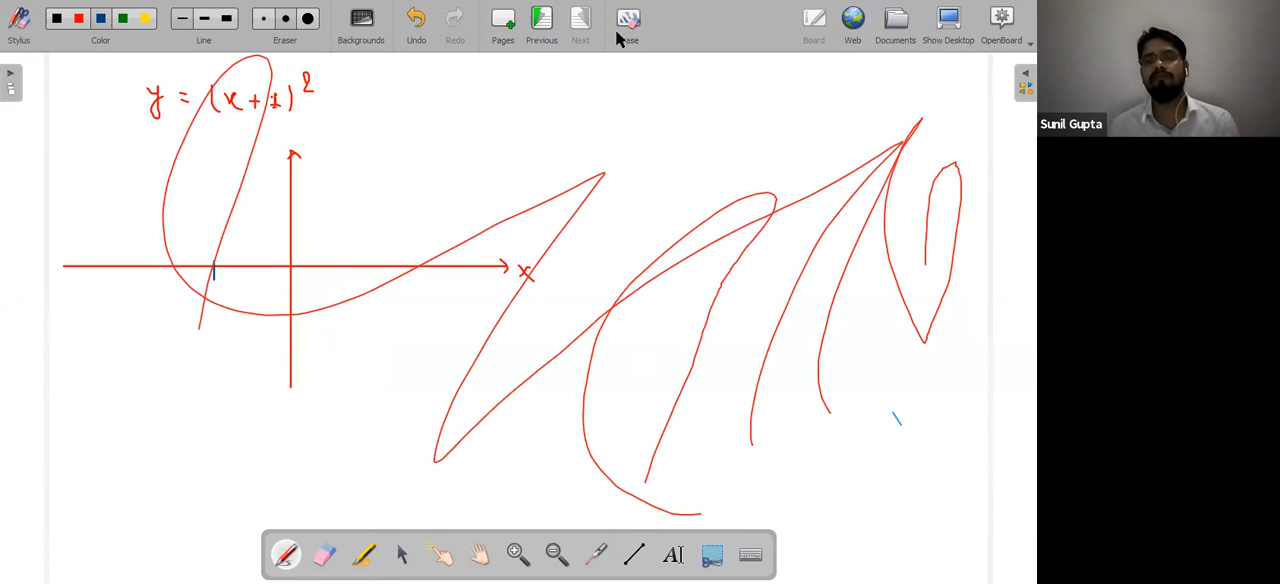 Stylus Color Line Eraser Backgrounds Undo Redo Pages Previous Next Board Web Documents Show Desktop OpenBoard
y = (x+1)²
Sunil Gupta
x